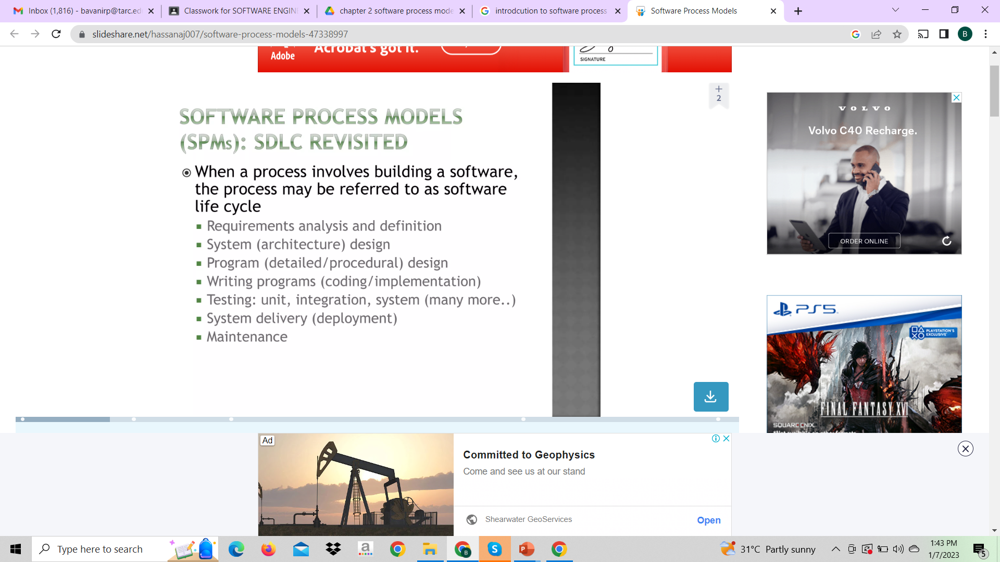 Inbox (1,816) - bavanirp@tarc.ed
Classwork for SOFTWARE ENGIN
chapter 2 software process mode
introdcution to software process
Software Process Models
slideshare.net/hassanaj007/software-process-models-47338997
B
Adobe
Acrobat's got it.
SIGNATURE
2
SOFTWARE PROCESS MODELS
(SPMs): SDLC REVISITED
When a process involves building a software,
the process may be referred to as software
life cycle
Requirements analysis and definition
System (architecture) design
Program (detailed/procedural) design
Writing programs (coding/implementation)
Testing: unit, integration, system (many more..)
System delivery (deployment)
Maintenance
VOLVO
Volvo C40 Recharge.
ORDER ONLINE
PS5
PLAYSTATION'S
EXCLUSIVE
FINAL FANTASY XVI
SQUARE ENIX
Ad
Committed to Geophysics
Come and see us at our stand
Shearwater GeoServices
Open
Type here to search
31°C Partly sunny
1:43 PM
1/7/2023
5